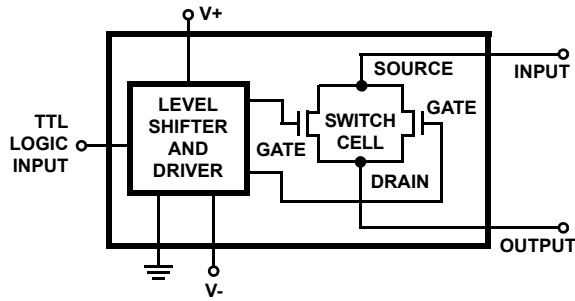 V+
SOURCE
INPUT
LEVEL
SHIFTER
AND
DRIVER
TTL
LOGIC
INPUT
GATE
SWITCH
CELL
GATE
DRAIN
OUTPUT
V-